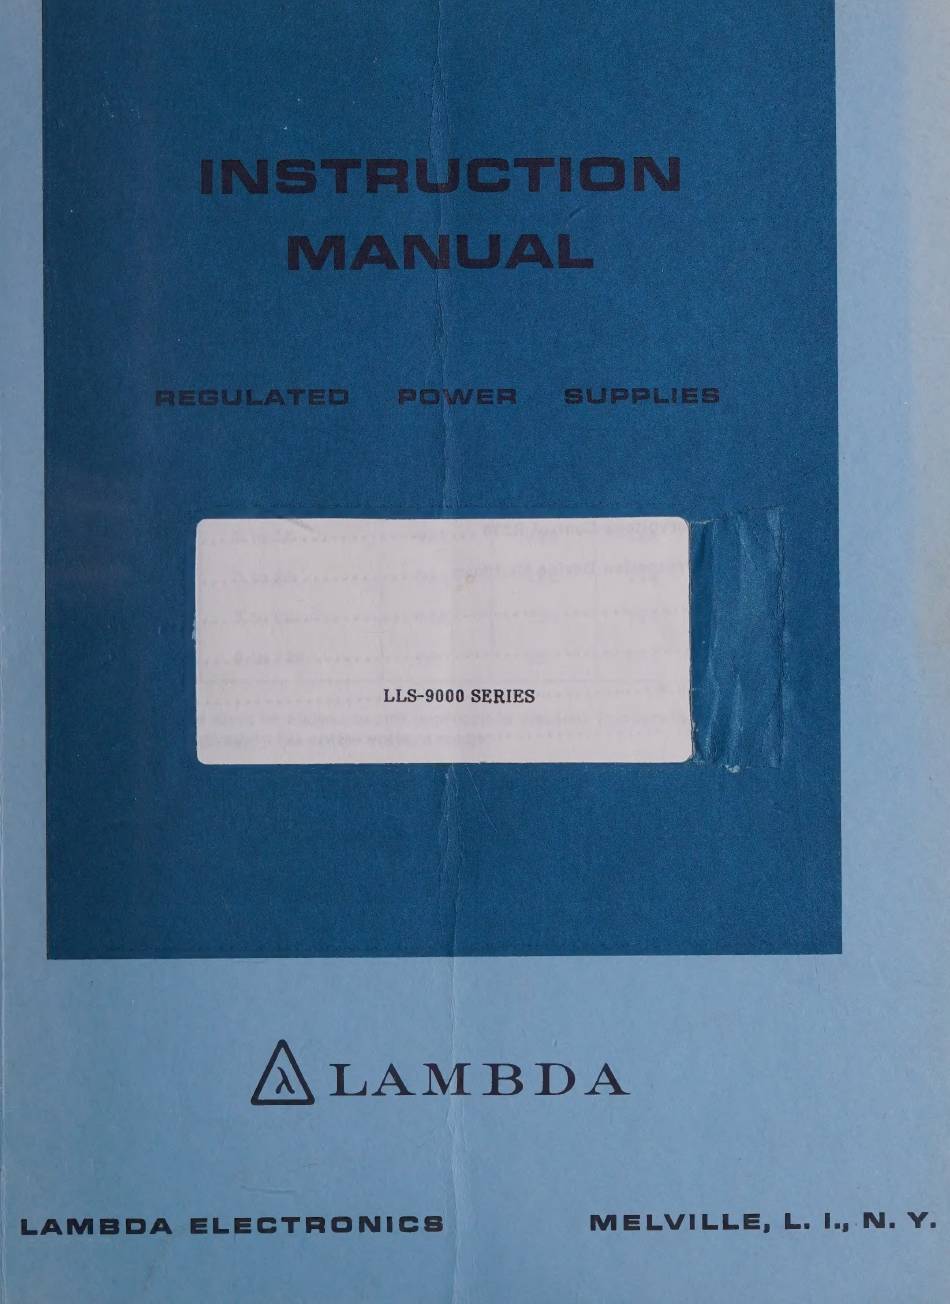 INSTRUCTION
MANUAL
REGULATED POWER SUPPLIES
LLS-9000 SERIES
λ LAMBDA
LAMBDA ELECTRONICS MELVILLE, L. I., N. Y.